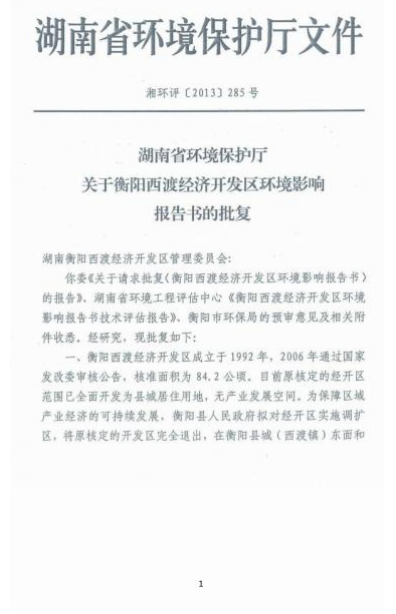 湖南省环境保护厅文件
湘环评〔2013〕285号
湖南省环境保护厅
关于衡阳西渡经济开发区环境影响
报告书的批复
湖南衡阳西渡经济开发区管理委员会:
你委《关于请求批复〈衡阳西渡经济开发区环境影响报告书〉
的报告》、湖南省环境工程评估中心《衡阳西渡经济开发区环境
影响报告书技术评估报告》、衡阳市环保局的预审意见及相关附
件收悉。经研究，现批复如下:
一、衡阳西渡经济开发区成立于1992年，2006年通过国家
发改委审核公告，核准面积为84.2公顷。目前原核定的经开区
范围已全面开发为县城居住用地，无产业发展空间。为保障区域
产业经济的可持续发展，衡阳县人民政府拟对经开区实施调扩
区，将原核定的开发区完全退出，在衡阳县城（西渡镇）东面和
1